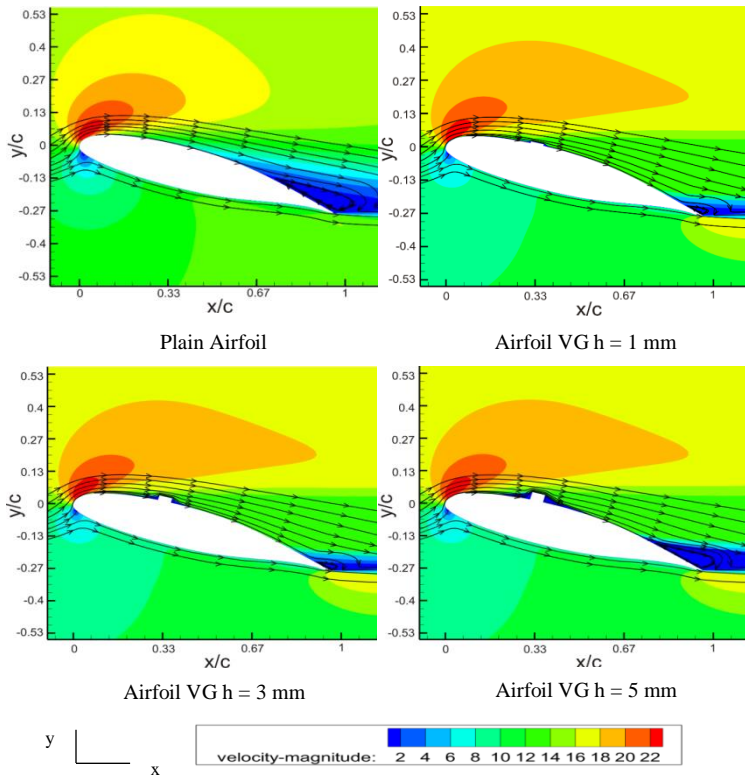 0.53
0.4
0.27
0.13
0
-0.13
-0.27
-0.4
-0.53
y/c
0 0.33 0.67 1
x/c
Plain Airfoil
0.53
0.4
0.27
0.13
0
-0.13
-0.27
-0.4
-0.53
y/c
0 0.33 0.67 1
x/c
Airfoil VG h = 1 mm
0.53
0.4
0.27
0.13
0
-0.13
-0.27
-0.4
-0.53
y/c
0 0.33 0.67 1
x/c
Airfoil VG h = 3 mm
0.53
0.4
0.27
0.13
0
-0.13
-0.27
-0.4
-0.53
y/c
0 0.33 0.67 1
x/c
Airfoil VG h = 5 mm
y
x
velocity-magnitude: 2 4 6 8 10 12 14 16 18 20 22